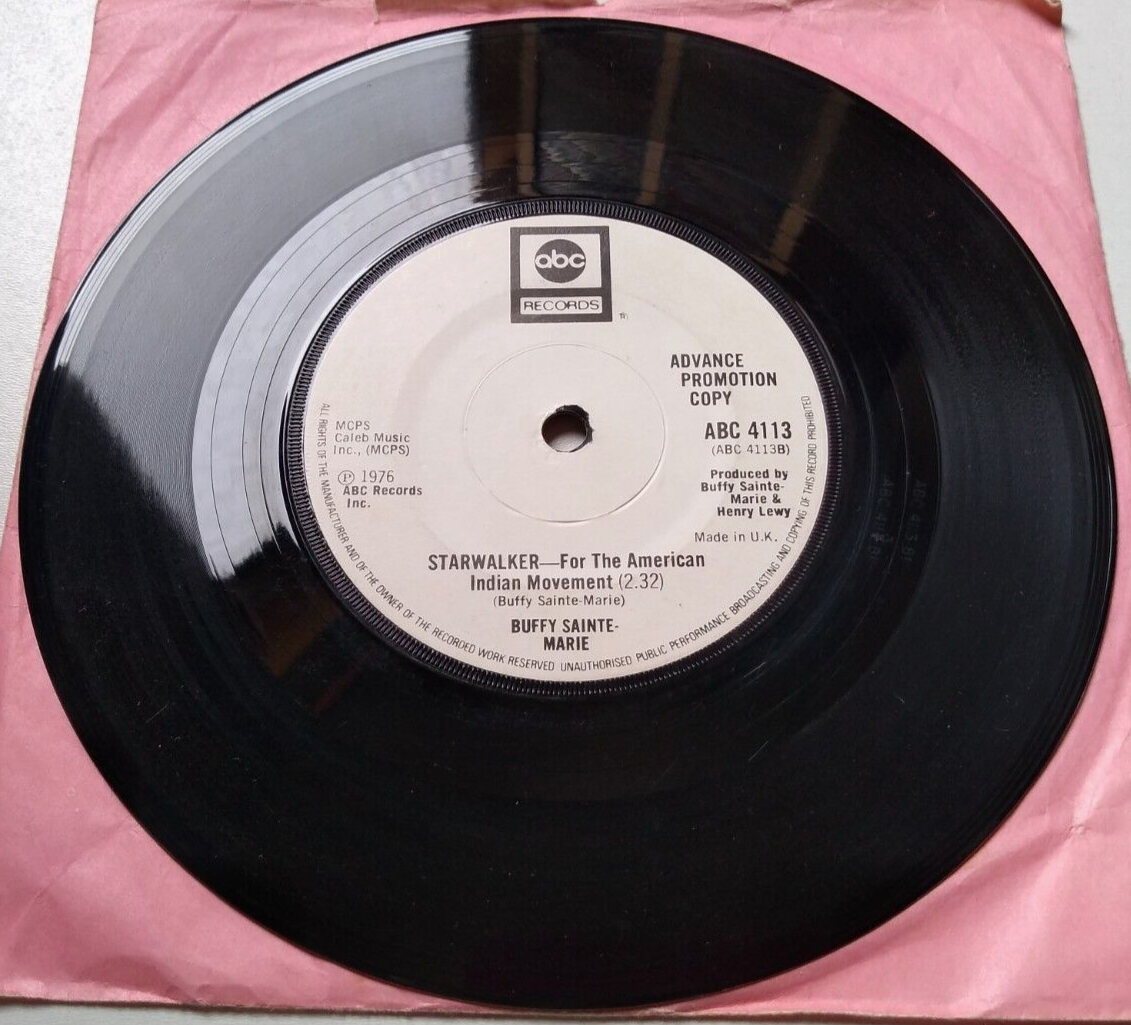 abc
RECORDS
ADVANCE
PROMOTION
COPY
ABC 4113
(ABC 4113B)
Produced by
Buffy Sainte-
Marie &
Henry Lewy
Made in U.K.
MCPS
Caleb Music
Inc., (MCPS)
Ⓟ 1976
ABC Records
Inc.
STARWALKER—For The American
Indian Movement (2.32)
(Buffy Sainte-Marie)
BUFFY SAINTE-
MARIE
ALL RIGHTS OF THE MANUFACTURER AND OF THE OWNER OF THE RECORDED WORK RESERVED UNAUTHORISED PUBLIC PERFORMANCE BROADCASTING AND COPYING OF THIS RECORD PROHIBITED